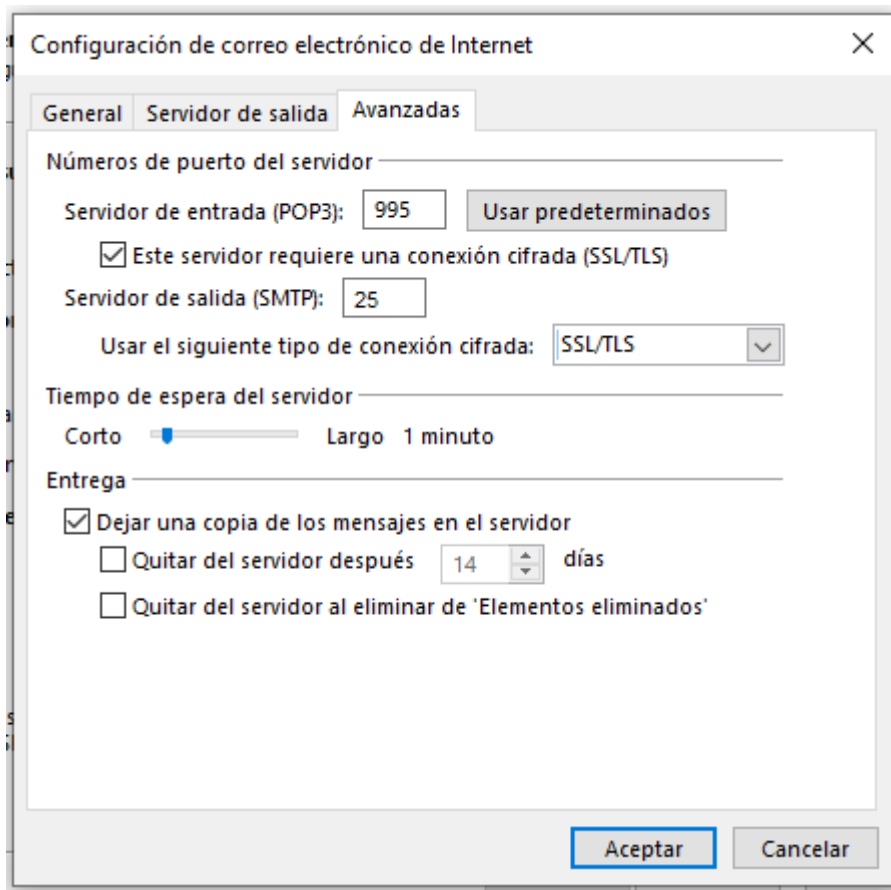 Configuración de correo electrónico de Internet
General Servidor de salida Avanzadas
Números de puerto del servidor
Servidor de entrada (POP3): 995 Usar predeterminados
Este servidor requiere una conexión cifrada (SSL/TLS)
Servidor de salida (SMTP): 25
Usar el siguiente tipo de conexión cifrada: SSL/TLS
Tiempo de espera del servidor
Corto Largo 1 minuto
Entrega
Dejar una copia de los mensajes en el servidor
Quitar del servidor después 14 días
Quitar del servidor al eliminar de 'Elementos eliminados'
Aceptar Cancelar